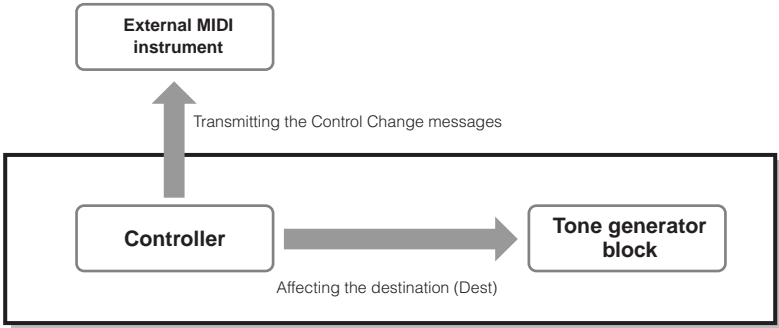 External MIDI
instrument
Transmitting the Control Change messages
Controller
Tone generator
block
Affecting the destination (Dest)